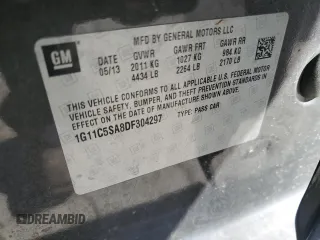 MFD BY GENERAL MOTORS LLC
GM
05/13 GVWR GAWR FRT GAWR RR
2011 KG 1027 KG 984 KG
4434 LB 2264 LB 2170 LB
THIS VEHICLE CONFORMS TO ALL APPLICABLE U.S. FEDERAL MOTOR VEHICLE
SAFETY, BUMPER, AND THEFT PREVENTION STANDARDS IN EFFECT ON THE
DATE OF MANUFACTURE SHOWN ABOVE.
1G11C5SA8DF304297 TYPE: PASS CAR
DREAMBID